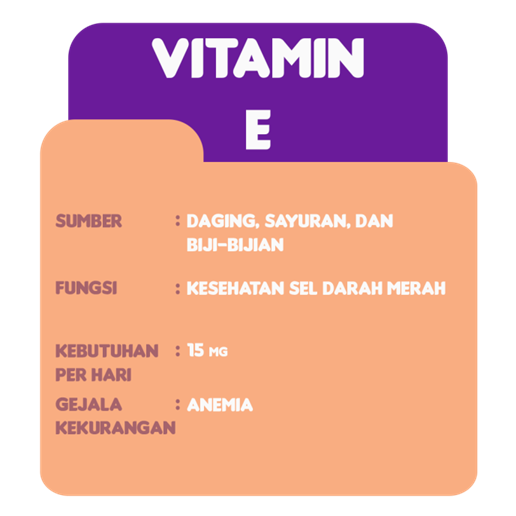 VITAMIN
E
SUMBER : DAGING, SAYURAN, DAN
BIJI-BIJIAN
FUNGSI : KESEHATAN SEL DARAH MERAH
KEBUTUHAN : 15 MG
PER HARI
GEJALA : ANEMIA
KEKURANGAN